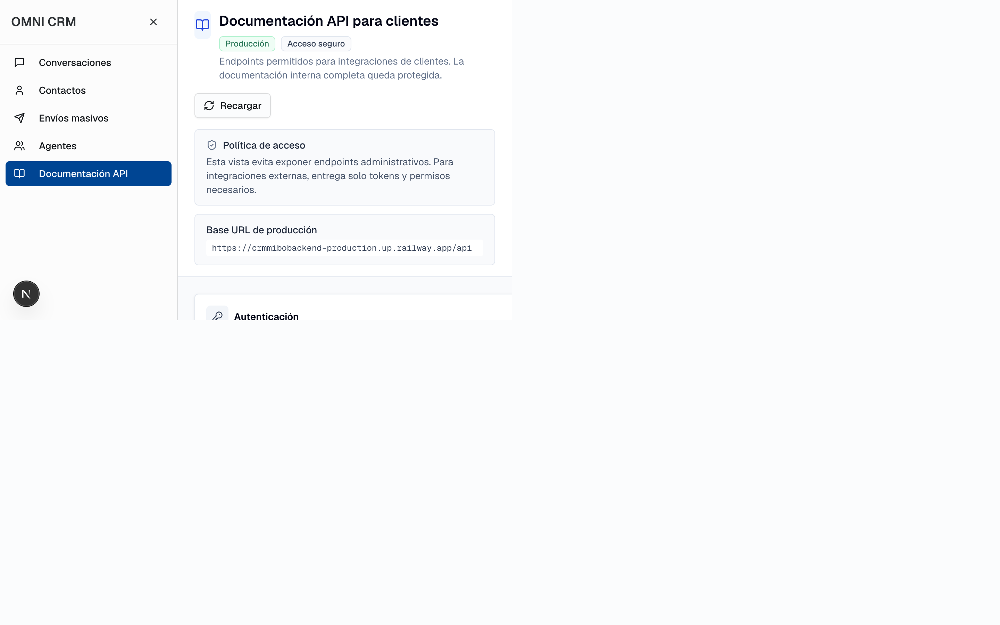 OMNI CRM
Conversaciones
Contactos
Envíos masivos
Agentes
Documentación API
N
Documentación API para clientes
Producción
Acceso seguro
Endpoints permitidos para integraciones de clientes. La
documentación interna completa queda protegida.
Recargar
Política de acceso
Esta vista evita exponer endpoints administrativos. Para
integraciones externas, entrega solo tokens y permisos
necesarios.
Base URL de producción
https://crmmibobackend-production.up.railway.app/api
Autenticación